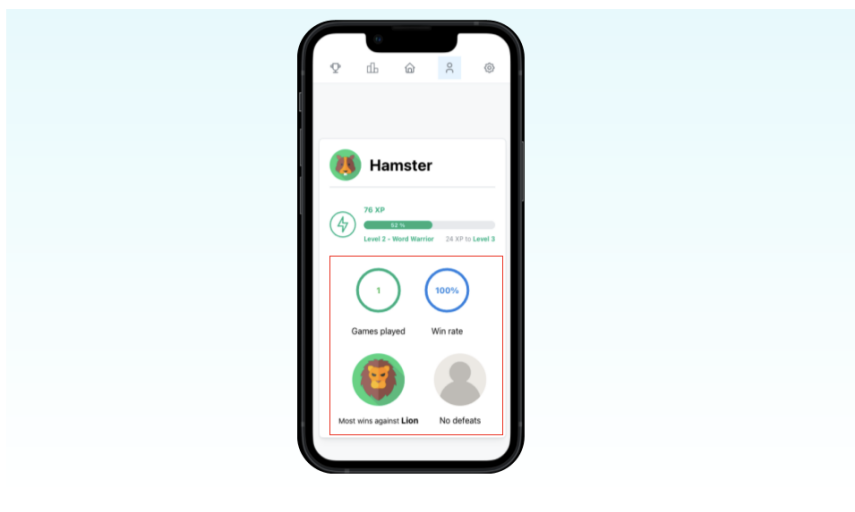 Hamster
76 XP
52 %
Level 2 - Word Warrior 24 XP to Level 3
1 100%
Games played Win rate
Most wins against Lion No defeats